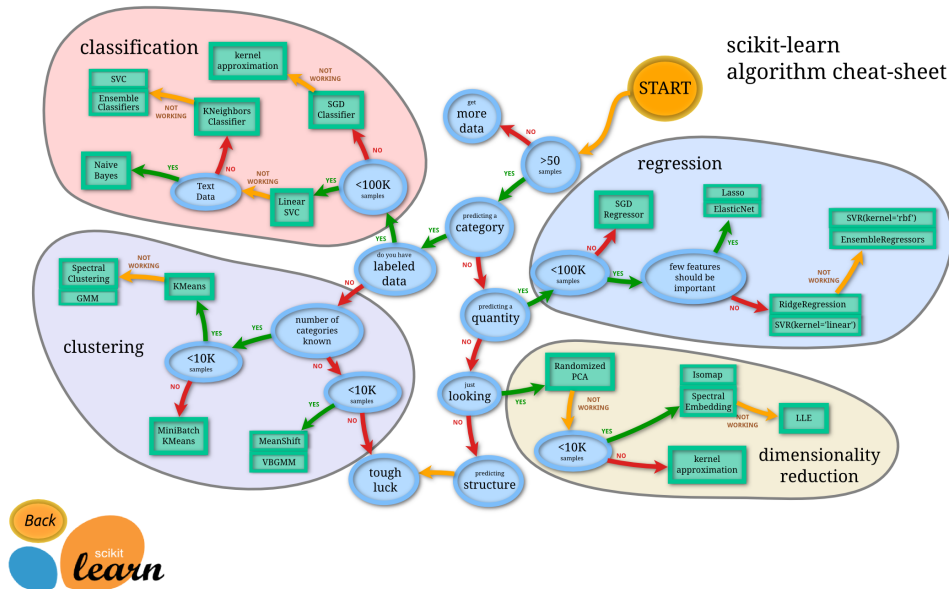 scikit-learn
algorithm cheat-sheet
START
>50
samples
NO
get
more
data
YES
predicting a
category
YES
do you have
labeled
data
YES
NO
classification
<100K
samples
YES
Linear
SVC
NOT
WORKING
Text
Data
YES
Naive
Bayes
NO
KNeighbors
Classifier
NOT
WORKING
SVC
Ensemble
Classifiers
NO
SGD
Classifier
NOT
WORKING
kernel
approximation
clustering
number of
categories
known
YES
<10K
samples
YES
KMeans
NOT
WORKING
Spectral
Clustering
GMM
NO
MiniBatch
KMeans
NO
<10K
samples
YES
MeanShift
VBGMM
NO
tough
luck
NO
predicting a
quantity
YES
regression
<100K
samples
NO
SGD
Regressor
YES
few features
should be
important
YES
Lasso
ElasticNet
NO
RidgeRegression
SVR(kernel='linear')
NOT
WORKING
SVR(kernel='rbf')
EnsembleRegressors
NO
just
looking
YES
dimensionality
reduction
Randomized
PCA
NOT
WORKING
<10K
samples
YES
Isomap
Spectral
Embedding
NOT
WORKING
LLE
NO
kernel
approximation
NO
predicting
structure
Back
scikit
learn